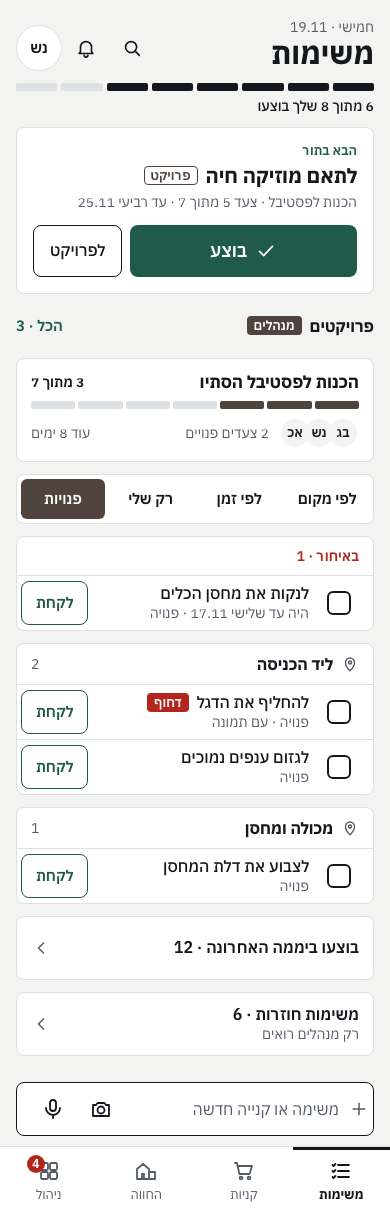 חמישי · 19.11
משימות
נש
6 מתוך 8 שלך בוצעו
הבא בתור
לתאם מוזיקה חיה פרויקט
הכנות לפסטיבל · צעד 5 מתוך 7 · עד רביעי 25.11
בוצע
לפרויקט
פרויקטים מנהלים
הכל · 3
הכנות לפסטיבל הסתיו
3 מתוך 7
בג נש אכ
2 צעדים פנויים
עוד 8 ימים
לפי מקום
לפי זמן
רק שלי
פנויות
באיחור · 1
לנקות את מחסן הכלים
היה עד שלישי 17.11 · פנויה
לקחת
ליד הכניסה
2
להחליף את הדגל דחוף
פנויה · עם תמונה
לקחת
לגזום ענפים נמוכים
פנויה
לקחת
מכולה ומחסן
1
לצבוע את דלת המחסן
פנויה
לקחת
בוצעו ביממה האחרונה · 12
משימות חוזרות · 6
רק מנהלים רואים
משימה או קנייה חדשה
משימות
קניות
החווה
4
ניהול